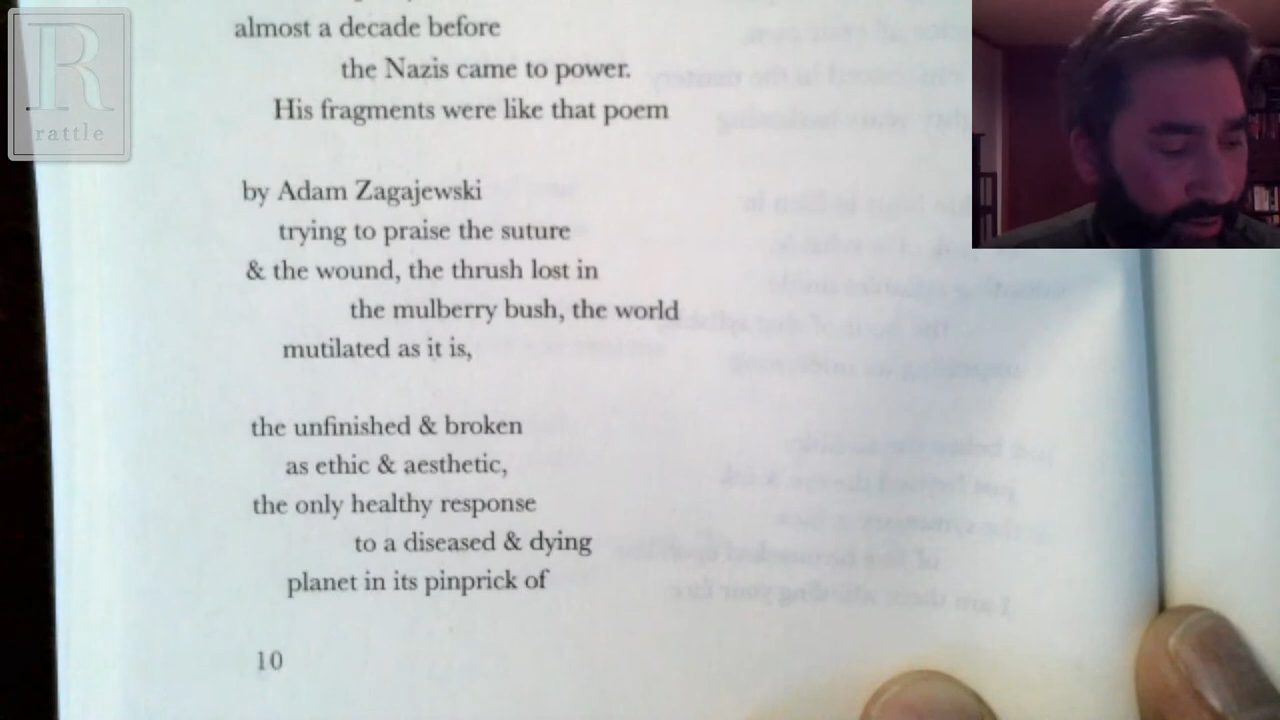 R
rattle
almost a decade before
the Nazis came to power.
His fragments were like that poem
by Adam Zagajewski
trying to praise the suture
& the wound, the thrush lost in
the mulberry bush, the world
mutilated as it is,
the unfinished & broken
as ethic & aesthetic,
the only healthy response
to a diseased & dying
planet in its pinprick of
10